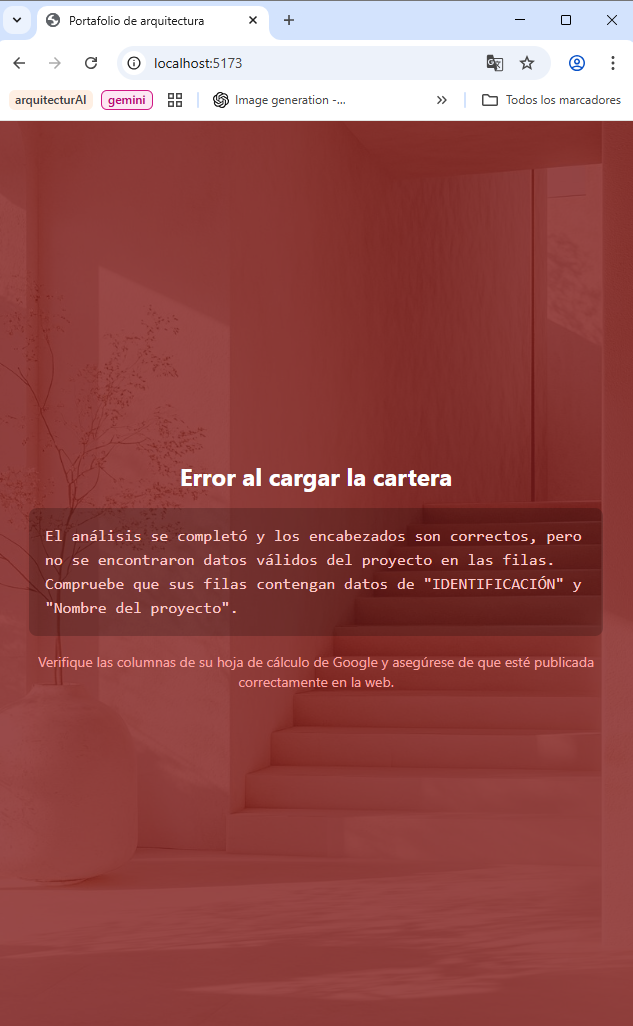 Portafolio de arquitectura
localhost:5173
arquitecturAI
gemini
Image generation -...
Todos los marcadores
Error al cargar la cartera
El análisis se completó y los encabezados son correctos, pero
no se encontraron datos válidos del proyecto en las filas.
Compruebe que sus filas contengan datos de "IDENTIFICACIÓN" y
"Nombre del proyecto".
Verifique las columnas de su hoja de cálculo de Google y asegúrese de que esté publicada
correctamente en la web.